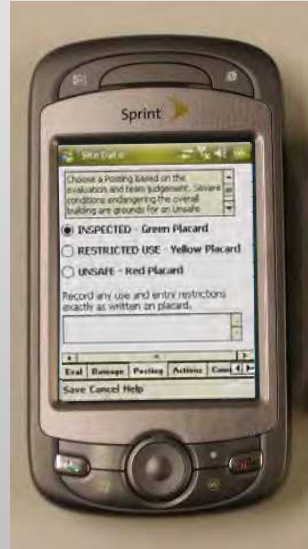 Sprint
Site Data
Choose a Posting based on the
evaluation and team judgement. Severe
conditions endangering the overall
building are grounds for an Unsafe
INSPECTED - Green Placard
RESTRICTED USE - Yellow Placard
UNSAFE - Red Placard
Record any use and entry restrictions
exactly as written on placard.
Eval Damage Posting Actions
Save Cancel Help